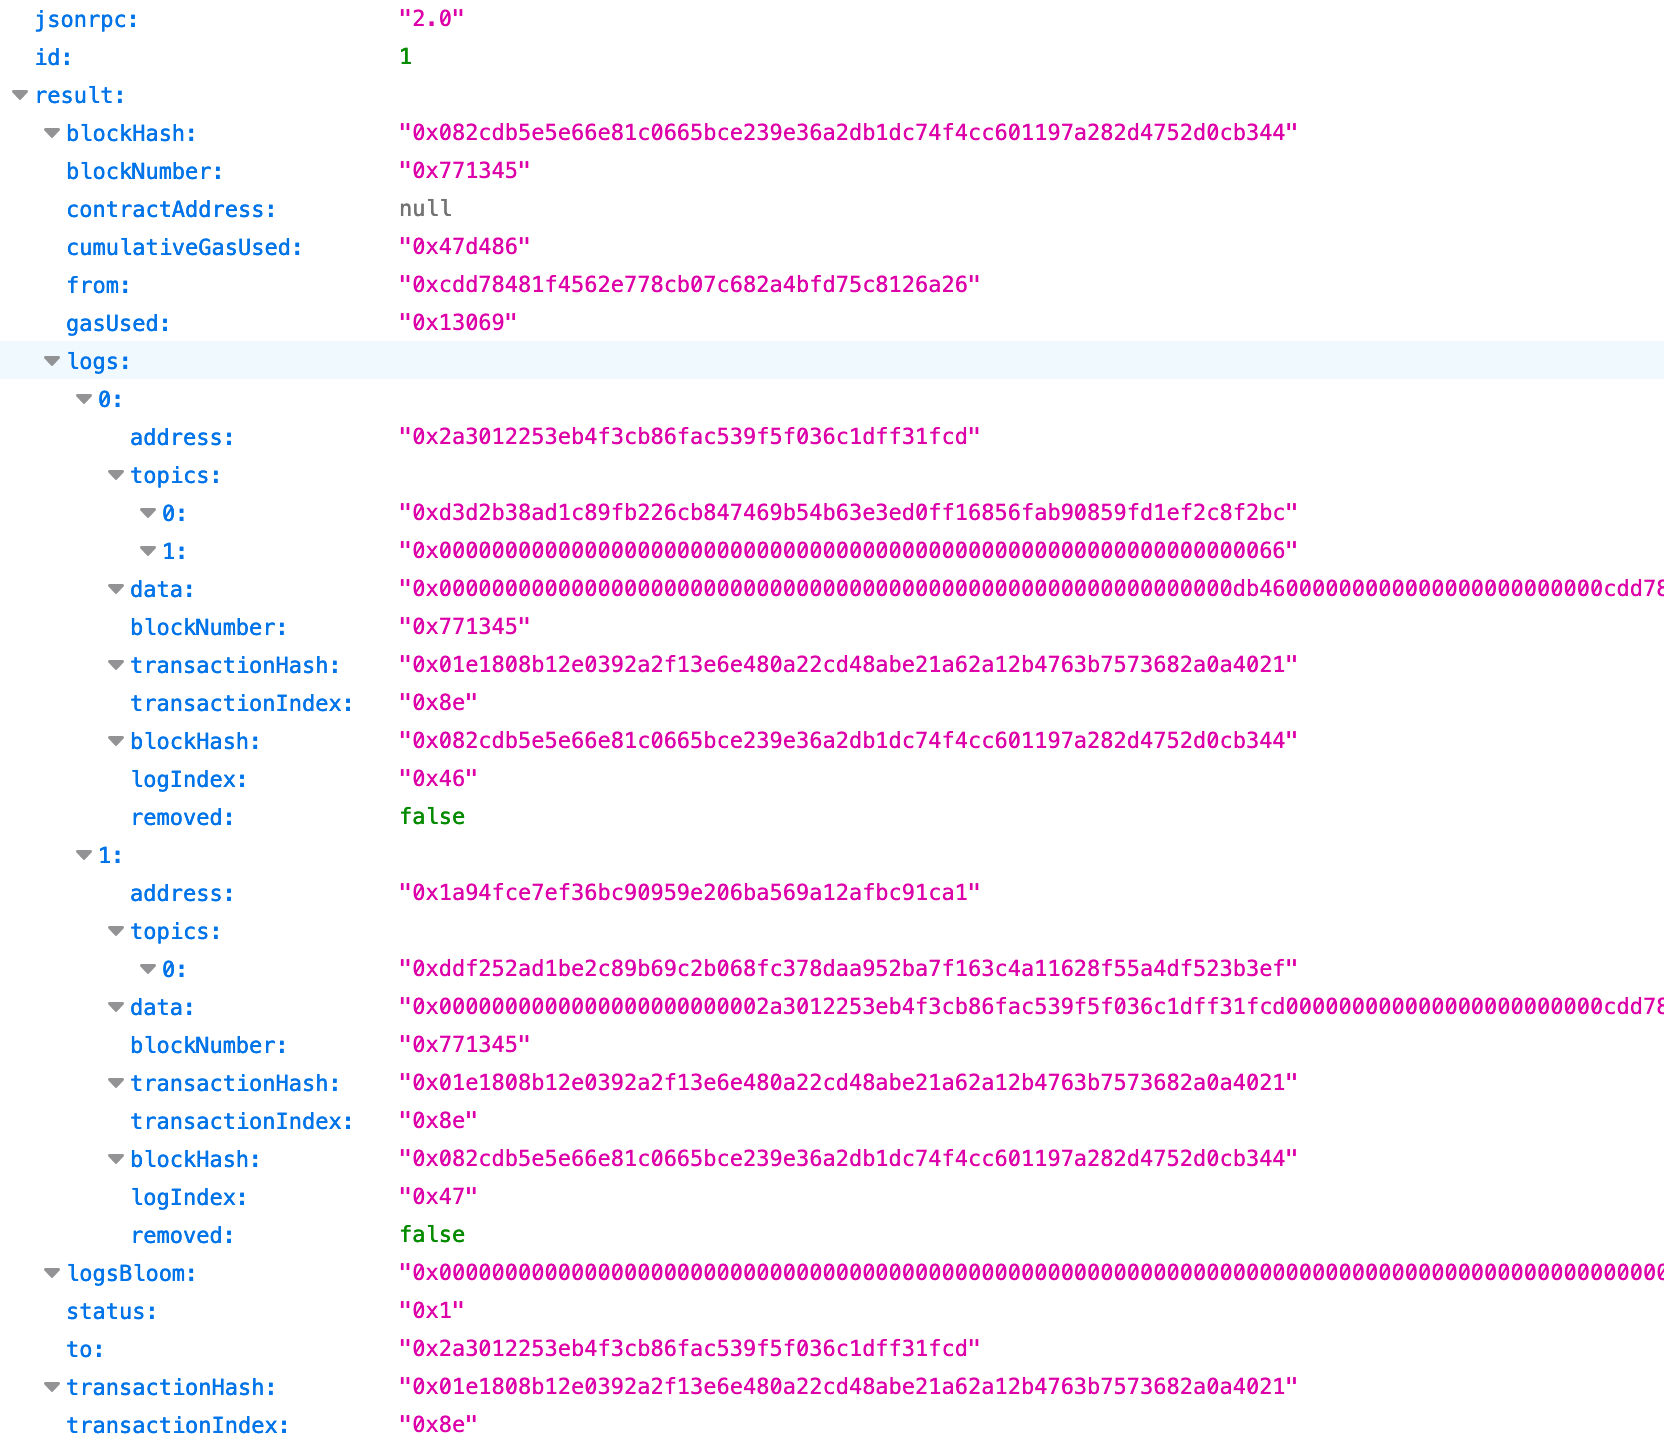 jsonrpc: "2.0"
id: 1
result:
blockHash: "0x082cdb5e5e66e81c0665bce239e36a2db1dc74f4cc601197a282d4752d0cb344"
blockNumber: "0x771345"
contractAddress: null
cumulativeGasUsed: "0x47d486"
from: "0xcdd78481f4562e778cb07c682a4bfd75c8126a26"
gasUsed: "0x13069"
logs:
0:
address: "0x2a3012253eb4f3cb86fac539f5f036c1dff31fcd"
topics:
0: "0xd3d2b38ad1c89fb226cb847469b54b63e3ed0ff16856fab90859fd1ef2c8f2bc"
1: "0x0000000000000000000000000000000000000000000000000000000000000066"
data: "0x000000000000000000000000000000000000000000000000000000000000db46000000000000000000000000cdd78
blockNumber: "0x771345"
transactionHash: "0x01e1808b12e0392a2f13e6e480a22cd48abe21a62a12b4763b7573682a0a4021"
transactionIndex: "0x8e"
blockHash: "0x082cdb5e5e66e81c0665bce239e36a2db1dc74f4cc601197a282d4752d0cb344"
logIndex: "0x46"
removed: false
1:
address: "0x1a94fce7ef36bc90959e206ba569a12afbc91ca1"
topics:
0: "0xddf252ad1be2c89b69c2b068fc378daa952ba7f163c4a11628f55a4df523b3ef"
data: "0x0000000000000000000000002a3012253eb4f3cb86fac539f5f036c1dff31fcd000000000000000000000000cdd78
blockNumber: "0x771345"
transactionHash: "0x01e1808b12e0392a2f13e6e480a22cd48abe21a62a12b4763b7573682a0a4021"
transactionIndex: "0x8e"
blockHash: "0x082cdb5e5e66e81c0665bce239e36a2db1dc74f4cc601197a282d4752d0cb344"
logIndex: "0x47"
removed: false
logsBloom: "0x000000000000000000000000000000000000000000000000000000000000000000000000000000000000000000000
status: "0x1"
to: "0x2a3012253eb4f3cb86fac539f5f036c1dff31fcd"
transactionHash: "0x01e1808b12e0392a2f13e6e480a22cd48abe21a62a12b4763b7573682a0a4021"
transactionIndex: "0x8e"